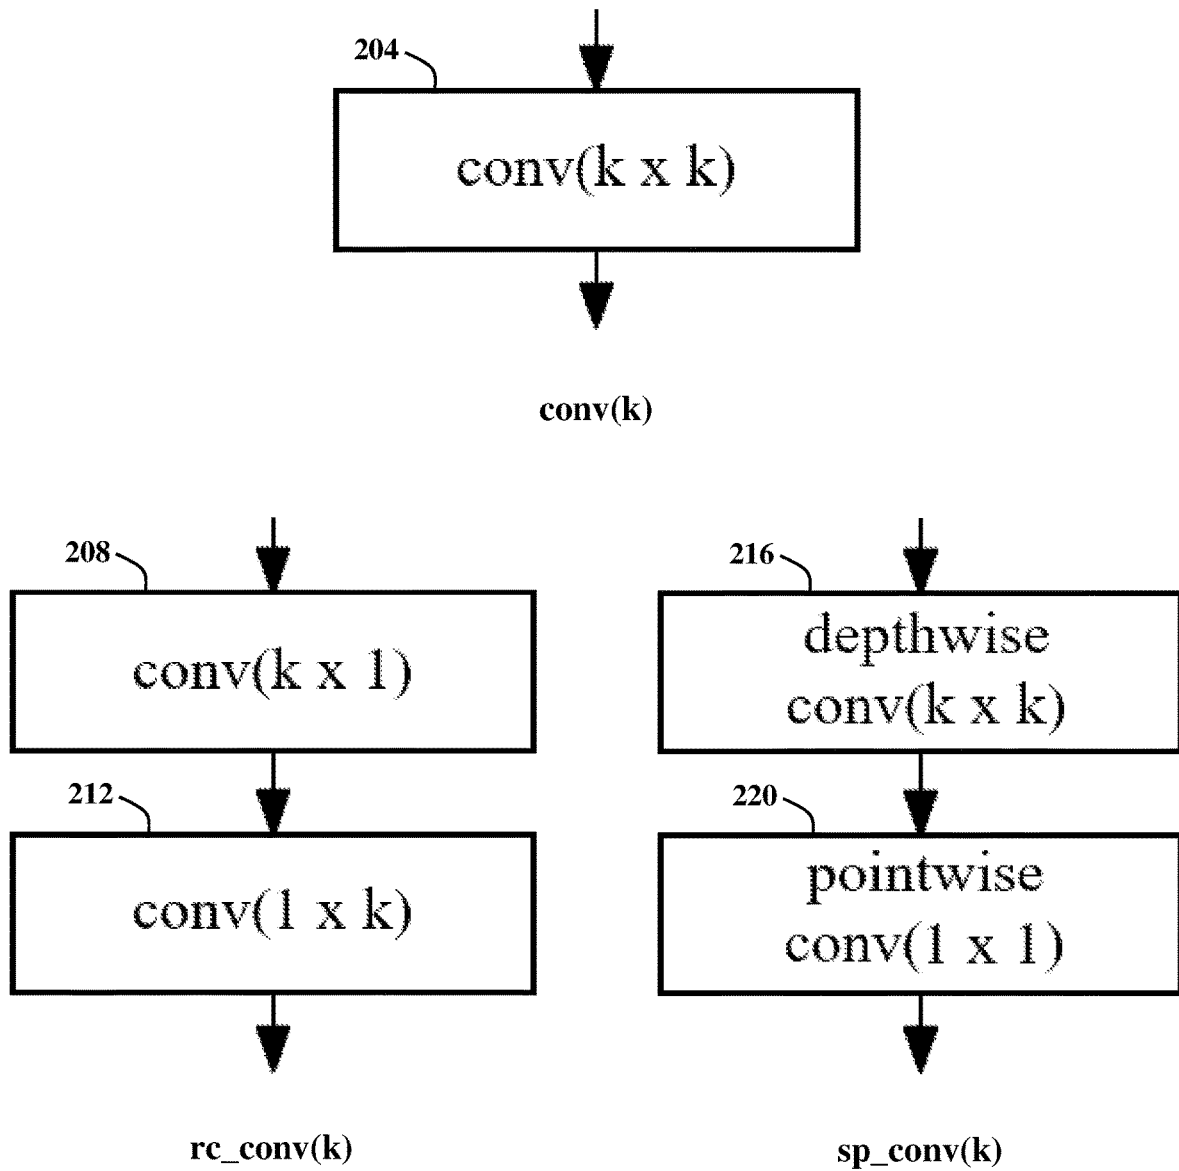 204
conv(k x k)
conv(k)
208
conv(k x 1)
212
conv(1 x k)
rc_conv(k)
216
depthwise
conv(k x k)
220
pointwise
conv(1 x 1)
sp_conv(k)